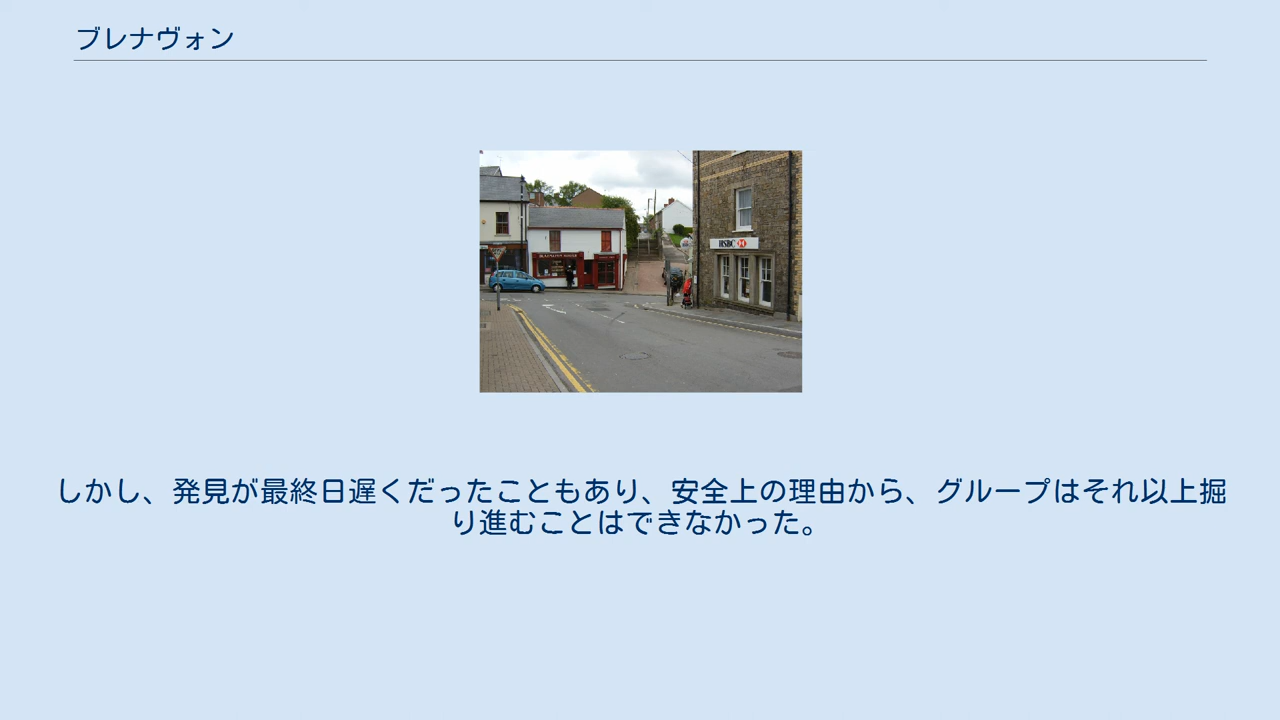 ブレナヴォン
HSBC
しかし、発見が最終日遅くだったこともあり、安全上の理由から、グループはそれ以上掘
り進むことはできなかった。